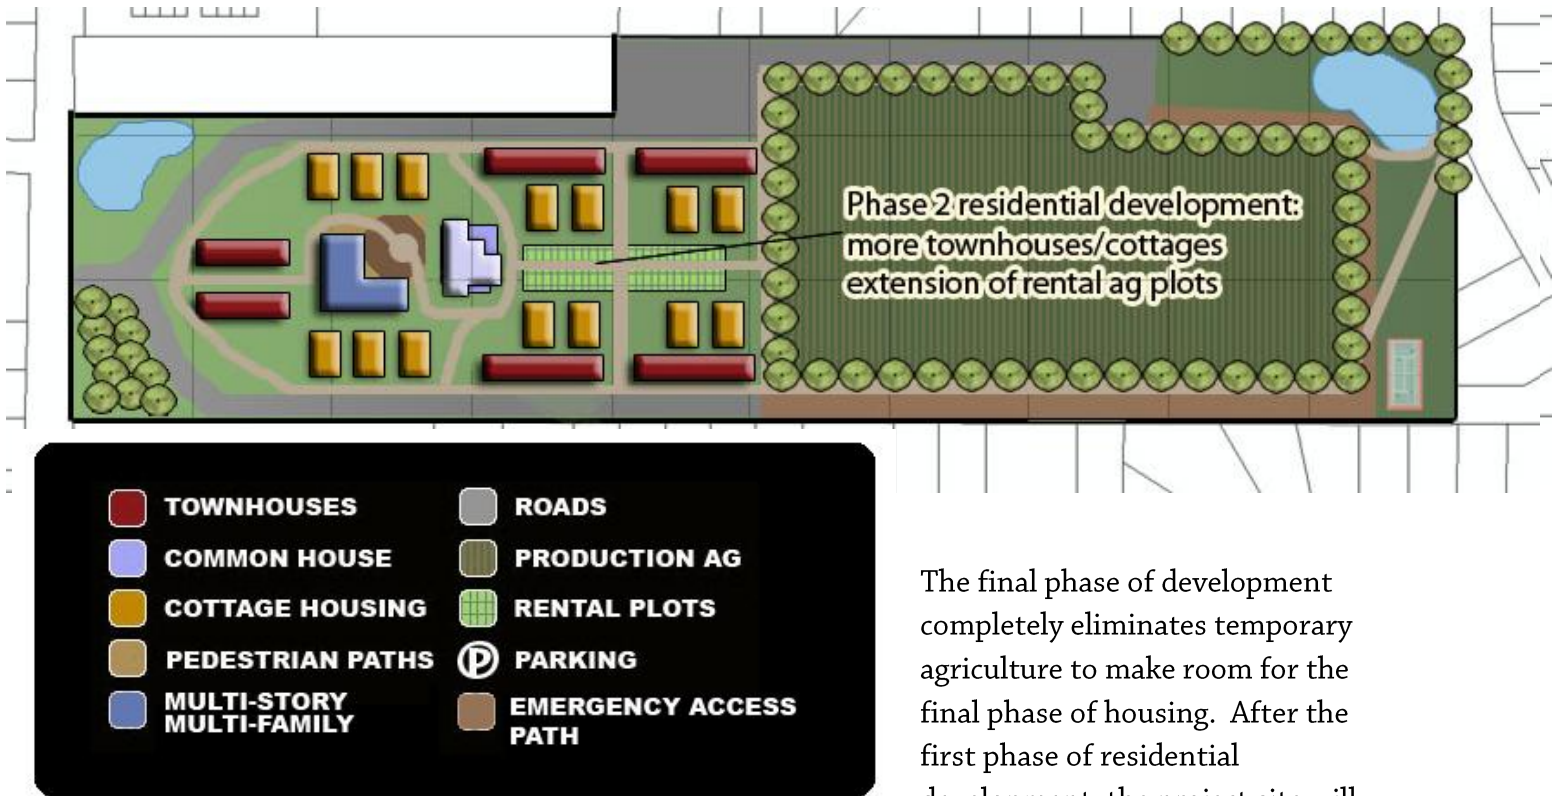 Phase 2 residential development:
more townhouses/cottages
extension of rental ag plots
TOWNHOUSES
COMMON HOUSE
COTTAGE HOUSING
PEDESTRIAN PATHS
MULTI-STORY
MULTI-FAMILY
ROADS
PRODUCTION AG
RENTAL PLOTS
P PARKING
EMERGENCY ACCESS
PATH
The final phase of development
completely eliminates temporary
agriculture to make room for the
final phase of housing.  After the
first phase of residential